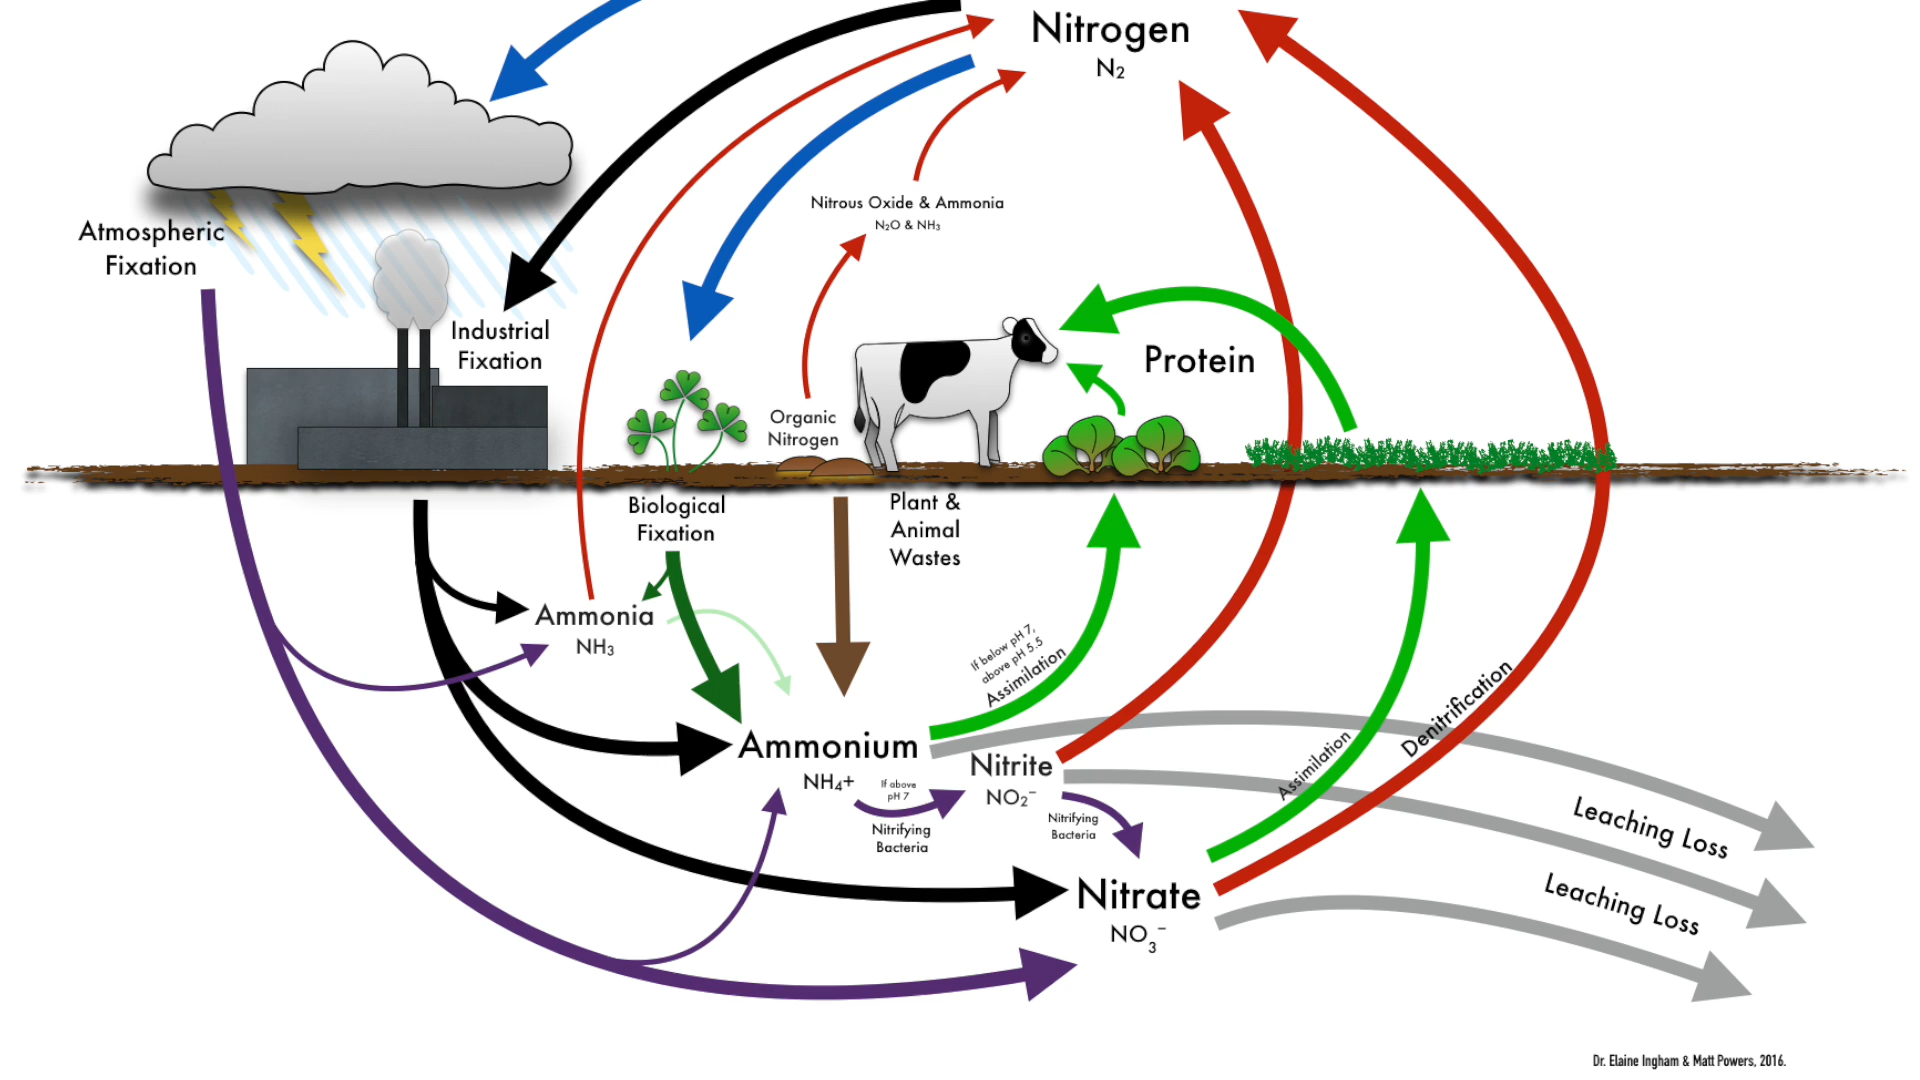 Nitrogen
N₂
Nitrous Oxide & Ammonia
N₂O & NH₃
Atmospheric
Fixation
Industrial
Fixation
Protein
Organic
Nitrogen
Biological
Fixation
Plant &
Animal
Wastes
Ammonia
NH₃
If below pH 7,
above pH 5.5
Assimilation
Ammonium
NH₄+
If above
pH 7
Nitrifying
Bacteria
Nitrite
NO₂⁻
Nitrifying
Bacteria
Assimilation
Denitrification
Leaching Loss
Leaching Loss
Nitrate
NO₃⁻
Dr. Elaine Ingham & Matt Powers, 2016.